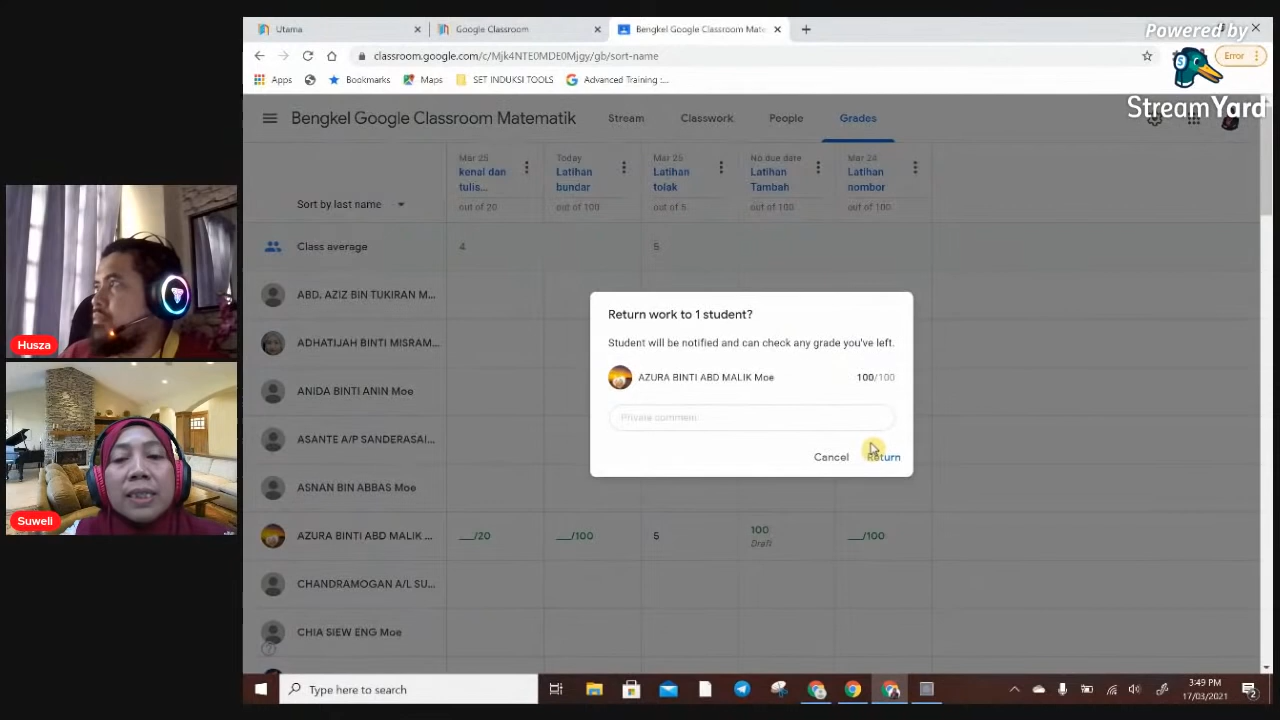 Utama
Google Classroom
Bengkel Google Classroom Mate
Powered by
StreamYard
classroom.google.com/c/Mjk4NTE0MDE0Mjgy/gb/sort-name
Error
Apps
Bookmarks
Maps
SET INDUKSI TOOLS
Advanced Training :...
Bengkel Google Classroom Matematik
Stream
Classwork
People
Grades
Sort by last name
Mar 25
kenal dan
tulis...
out of 20
Today
Latihan
bundar
out of 100
Mar 25
Latihan
tolak
out of 5
No due date
Latihan
Tambah
out of 100
Mar 24
Latihan
nombor
out of 100
Class average
4
5
ABD. AZIZ BIN TUKIRAN M...
ADHATIJAH BINTI MISRAM...
ANIDA BINTI ANIN Moe
ASANTE A/P SANDERASAI...
ASNAN BIN ABBAS Moe
AZURA BINTI ABD MALIK ...
__/20
__/100
5
100
Draft
__/100
CHANDRAMOGAN A/L SU...
CHIA SIEW ENG Moe
Return work to 1 student?
Student will be notified and can check any grade you've left.
AZURA BINTI ABD MALIK Moe
100/100
Private comment...
Cancel
Return
Husza
Suweli
Type here to search
3:49 PM
17/03/2021
2